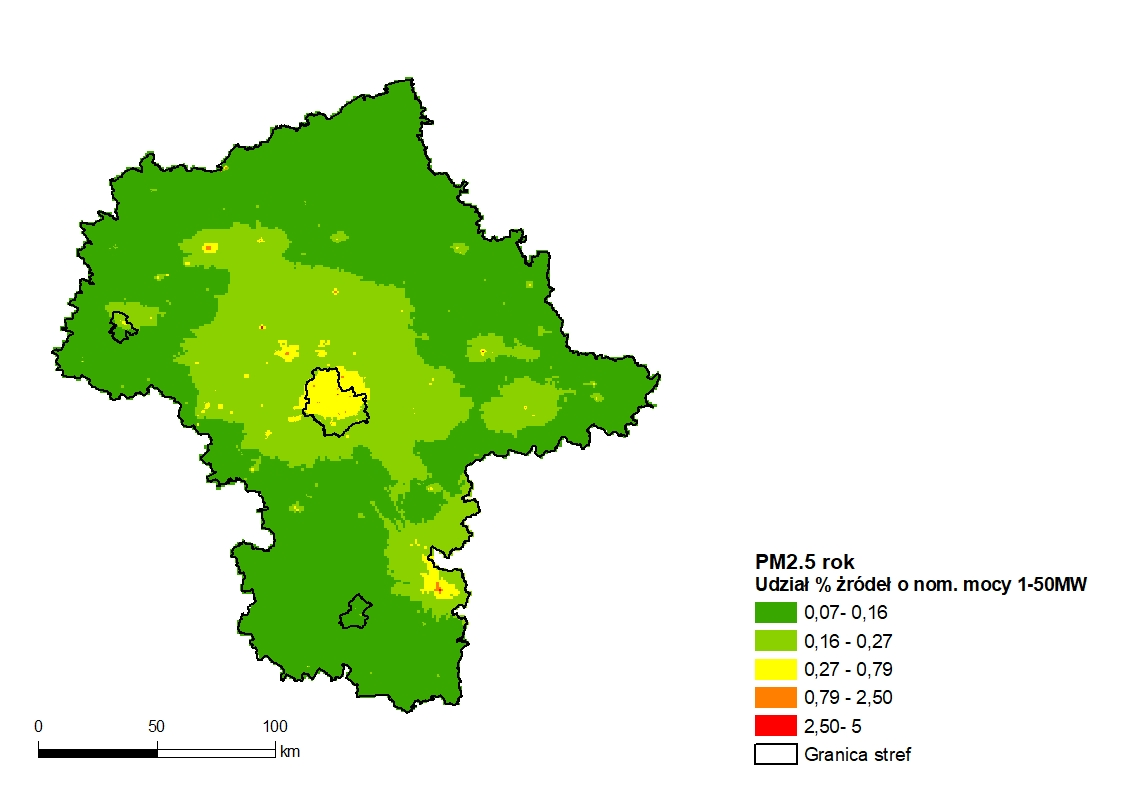 PM2.5 rok
Udział % źródeł o nom. mocy 1-50MW
0,07- 0,16
0,16 - 0,27
0,27 - 0,79
0,79 - 2,50
2,50- 5
Granica stref
0 50 100
km